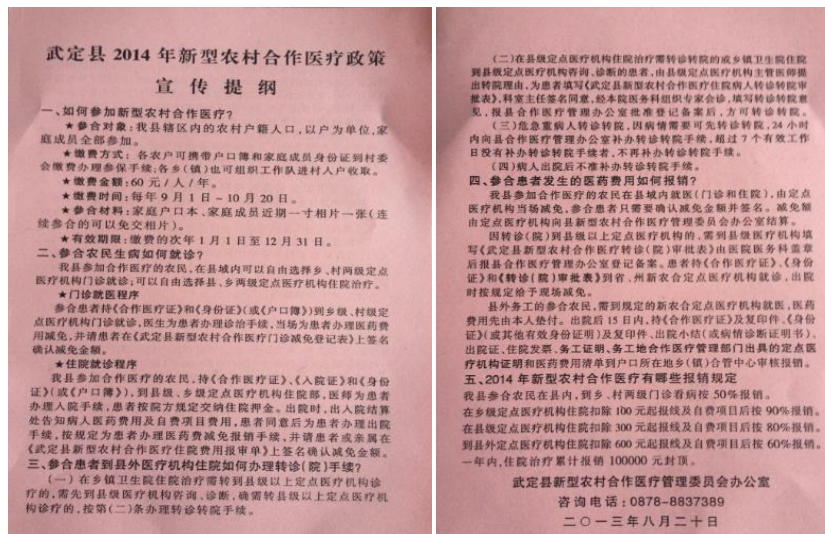 武定县 2014 年新型农村合作医疗政策
宣传提纲
一、如何参加新型农村合作医疗?
★参合对象:我县辖区内的农村户籍人口,以户为单位,家
庭成员全部参加。
★缴费方式:各农户可携带户口簿和家庭成员身份证到村委
会缴费办理参保手续;各乡(镇)也可组织工作队进村入户收取。
★缴费金额:60 元/人/年。
★缴费时间:每年 9 月 1 日~10 月 20 日。
★参合材料:家庭户口本、家庭成员近期一寸相片一张(连
续参合的可以免交相片)。
★有效期限:缴费的次年 1 月 1 日至 12 月 31 日。
二、参合农民生病如何就诊?
我县参加合作医疗的农民,在县域内可以自由选择乡、村两级定点
医疗机构门诊就诊;可以自由选择县、乡两级定点医疗机构住院治疗。
★门诊就医程序
参合患者持《合作医疗证》和《身份证》(或《户口簿》)到乡级、村级定
点医疗机构门诊就诊,医生为患者办理诊治手续,当场为患者办理医药费
用减免,并请患者在《武定县新型农村合作医疗门诊减免登记表》上签名
确认减免金额。
★住院就诊程序
我县参加合作医疗的农民,持《合作医疗证》、《入院证》和《身份
证》(或《户口簿》),到县级、乡级定点医疗机构住院部,医师为患者
办理入院手续,患者按院方规定交纳住院押金。出院时,出入院结算
处告知病人医药费用及自费项目费用,患者同意后为患者办理出院
手续,按规定为患者办理医药费减免报销手续,并请患者或亲属在
《武定县新型农村合作医疗住院费用报审单》上签名确认减免金额。
三、参合患者到县外医疗机构住院如何办理转诊(院)手续?
(一)在乡镇卫生院住院治疗需转到县级以上定点医疗机构诊
疗的,需先到县级医疗机构咨询、诊断,确需转县级以上定点医疗机
构诊疗的,按第(二)条办理转诊转院手续。
(二)在县级定点医疗机构住院治疗需转诊转院的或乡镇卫生院住院
到县级定点医疗机构咨询、诊断的患者,由县级定点医疗机构主管医师提
出转院理由,为患者填写《武定县新型农村合作医疗住院病人转诊转院审
批表》,科室主任签名同意,经本院医务科组织专家会诊,填写转诊转院意
见,报县合作医疗管理办公室批准登记备案后,方可转诊转院。
(三)危急重病人转诊转院,因病情需要可先转诊转院,24 小时
内向县合作医疗管理办公室补办转诊转院手续,超过 7 个有效工作
日没有补办转诊转院手续者,不再补办转诊转院手续。
(四)病人出院后不准补办转诊转院手续。
四、参合患者发生的医药费用如何报销?
我县参加合作医疗的农民在县域内就医(门诊和住院),由定点
医疗机构当场减免,参合患者只需要确认减免金额并签名。减免额
由定点医疗机构向县新型农村合作医疗管理委员会办公室结算。
因转诊(院)到县级以上定点医疗机构的,需到县级医疗机构填
写《武定县新型农村合作医疗转诊(院)审批表》由医院医务科盖章
后报县合作医疗管理办公室登记备案。患者持《合作医疗证》、《身份
证》和《转诊(院)审批表》到省、州新农合定点医疗机构就诊,出院
时按规定给予现场减免。
县外务工的参合农民,需到规定的新农合定点医疗机构就医,医药
费用先由本人垫付。出院后 15 日内,持《合作医疗证》及复印件、《身份
证》(或其他有效身份证明)及复印件、出院小结(或病情诊断证明书)、
出院证、住院发票、务工证明、务工地合作医疗管理部门出具的定点医
疗机构证明和医药费用清单到户口所在地乡(镇)合管中心审核报销。
五、2014 年新型农村合作医疗有哪些报销规定
我县参合农民在县内,到乡、村两级门诊看病按 50%报销。
在乡级定点医疗机构住院扣除 100 元起报线及自费项目后按 90%报销。
在县级定点医疗机构住院扣除 300 元起报线及自费项目后按 80%报销。
到县外定点医疗机构住院扣除 600 元起报线及自费项目后按 60%报销。
一年内,住院治疗累计报销 100000 元封顶。
武定县新型农村合作医疗管理委员会办公室
咨询电话:0878-8837389
二〇一三年八月二十日